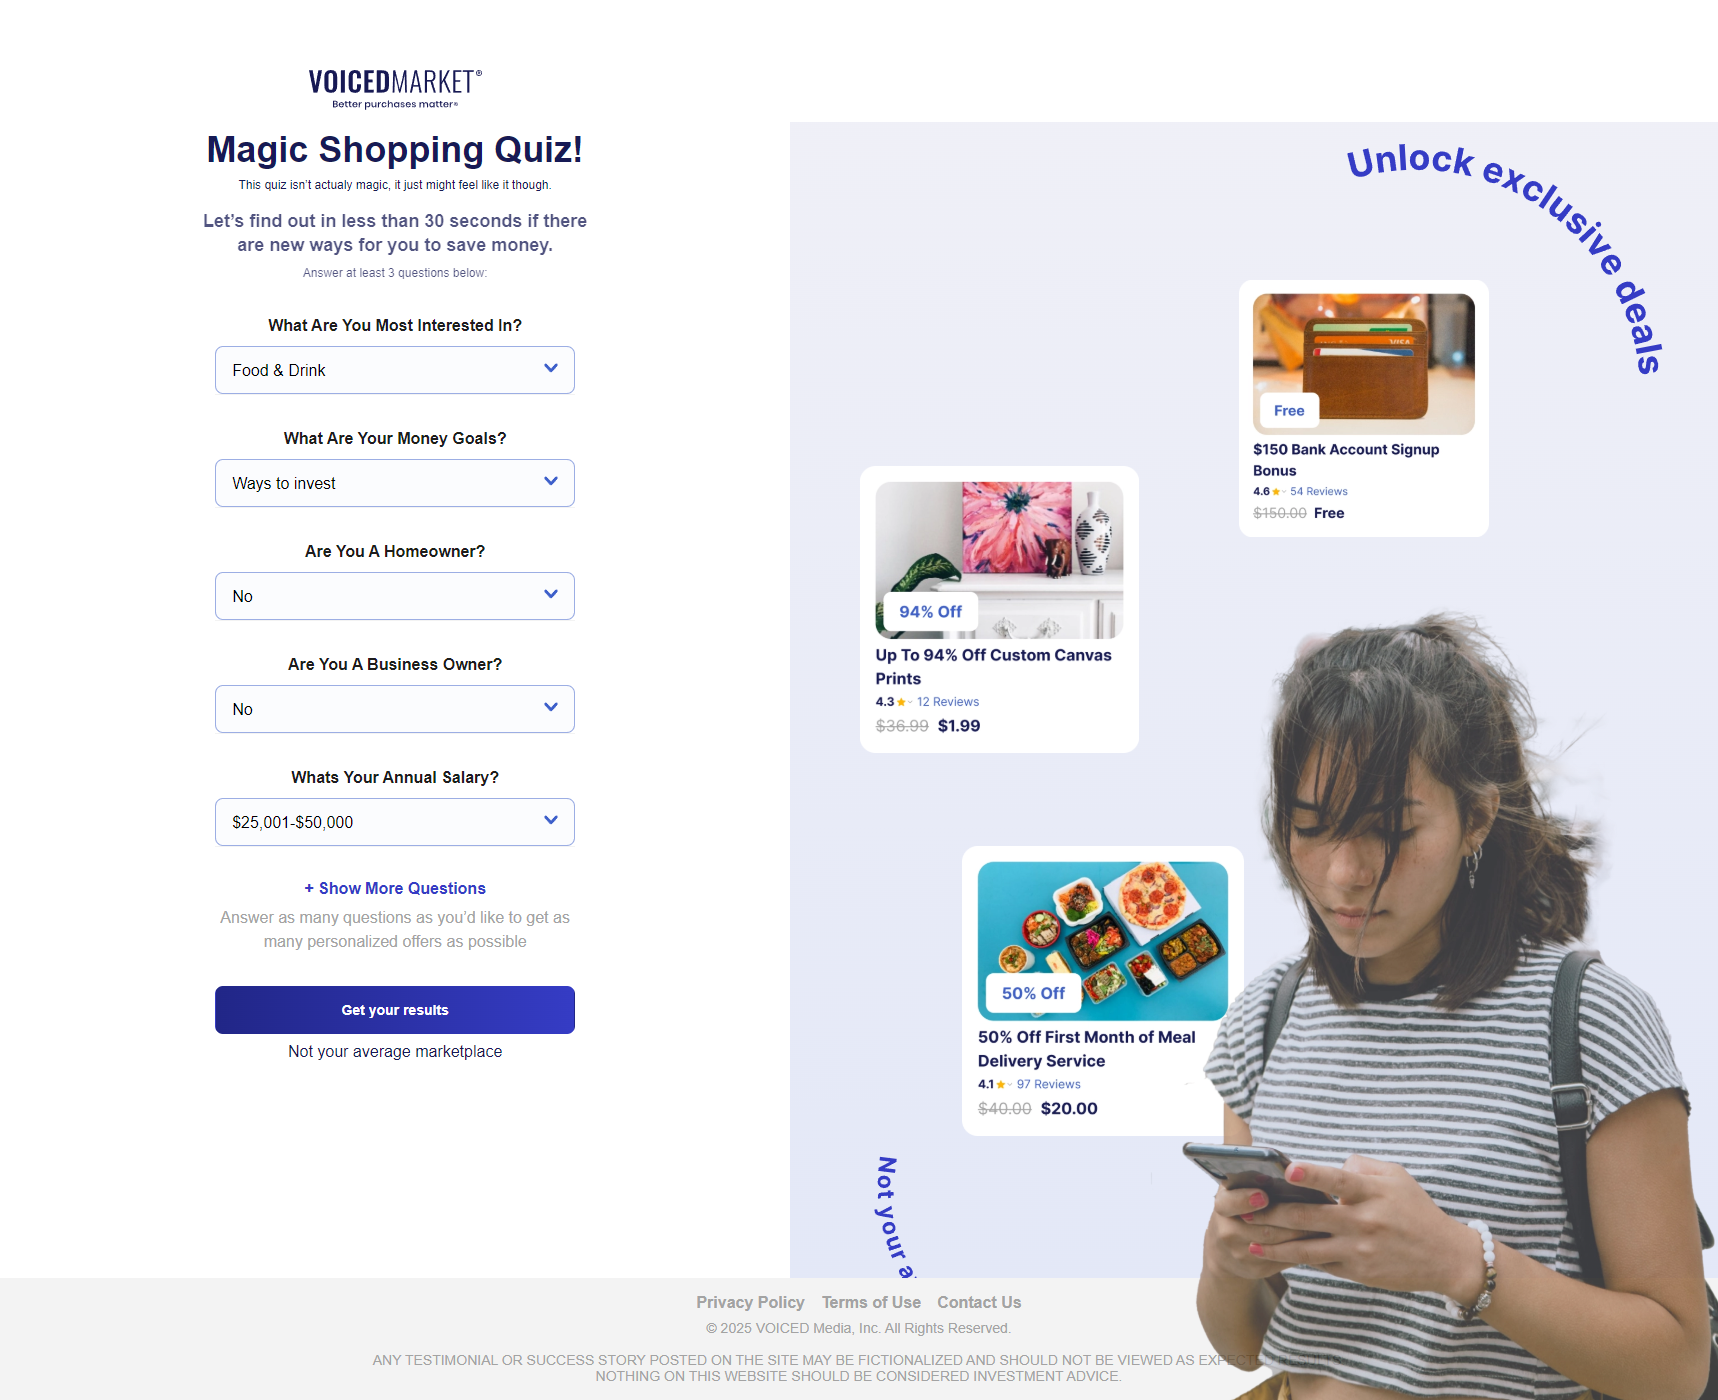 VOICEDMARKET®
Better purchases matter®
Magic Shopping Quiz!
This quiz isn't actualy magic, it just might feel like it though.
Let's find out in less than 30 seconds if there
are new ways for you to save money.
Answer at least 3 questions below:
What Are You Most Interested In?
Food & Drink
What Are Your Money Goals?
Ways to invest
Are You A Homeowner?
No
Are You A Business Owner?
No
Whats Your Annual Salary?
$25,001-$50,000
+ Show More Questions
Answer as many questions as you'd like to get as
many personalized offers as possible
Get your results
Not your average marketplace
Unlock exclusive deals
VISA
Free
$150 Bank Account Signup
Bonus
4.6 54 Reviews
$150.00 Free
94% Off
Up To 94% Off Custom Canvas
Prints
4.3 12 Reviews
$36.99 $1.99
50% Off
50% Off First Month of Meal
Delivery Service
4.1 97 Reviews
$40.00 $20.00
Not your a
Privacy Policy Terms of Use Contact Us
© 2025 VOICED Media, Inc. All Rights Reserved.
ANY TESTIMONIAL OR SUCCESS STORY POSTED ON THE SITE MAY BE FICTIONALIZED AND SHOULD NOT BE VIEWED AS EXPECTED RESULTS.
NOTHING ON THIS WEBSITE SHOULD BE CONSIDERED INVESTMENT ADVICE.